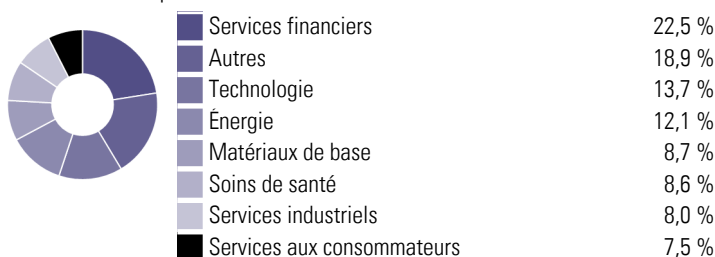 Services financiers 22,5 %
Autres 18,9 %
Technologie 13,7 %
Énergie 12,1 %
Matériaux de base 8,7 %
Soins de santé 8,6 %
Services industriels 8,0 %
Services aux consommateurs 7,5 %